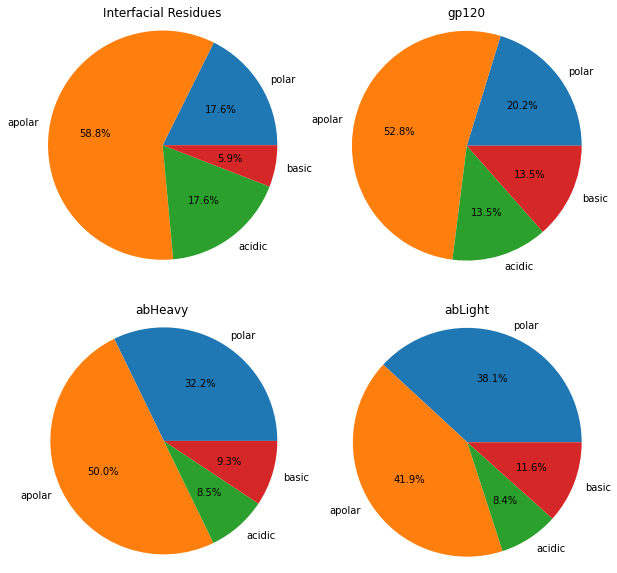 Interfacial Residues
polar
17.6%
apolar
58.8%
5.9%
basic
17.6%
acidic
gp120
polar
20.2%
apolar
52.8%
13.5%
basic
13.5%
acidic
abHeavy
polar
32.2%
50.0%
apolar
9.3%
basic
8.5%
acidic
abLight
polar
38.1%
41.9%
apolar
11.6%
basic
8.4%
acidic